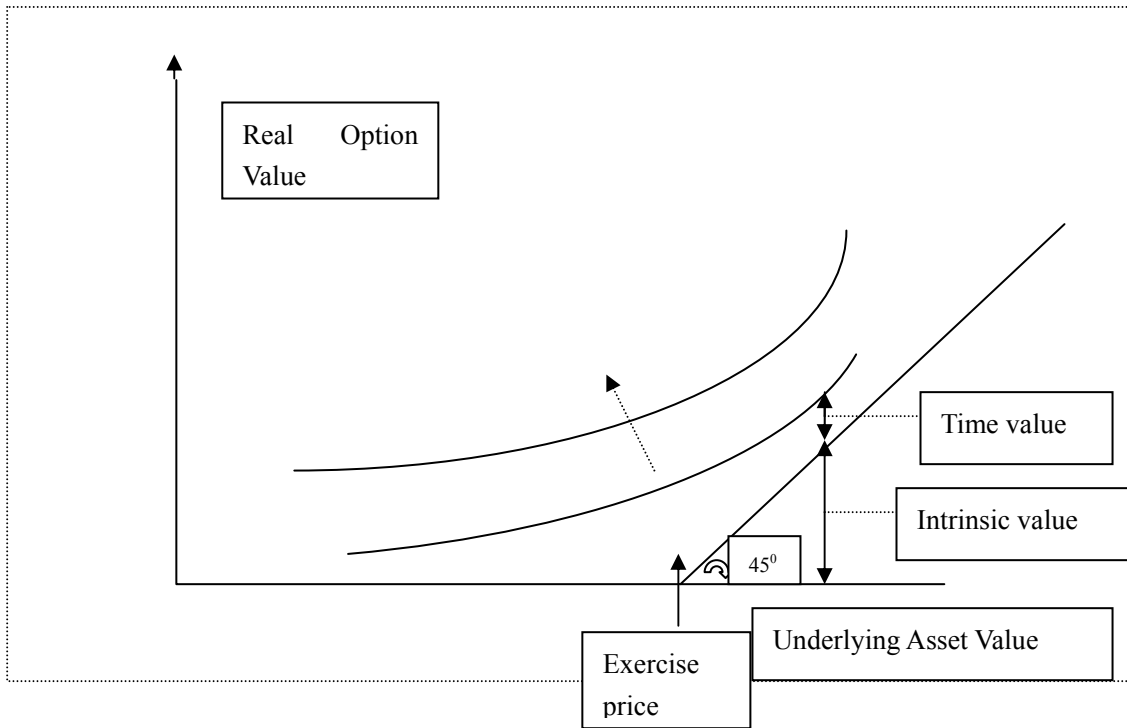 Real Option
Value
Time value
Intrinsic value
45⁰
Underlying Asset Value
Exercise
price